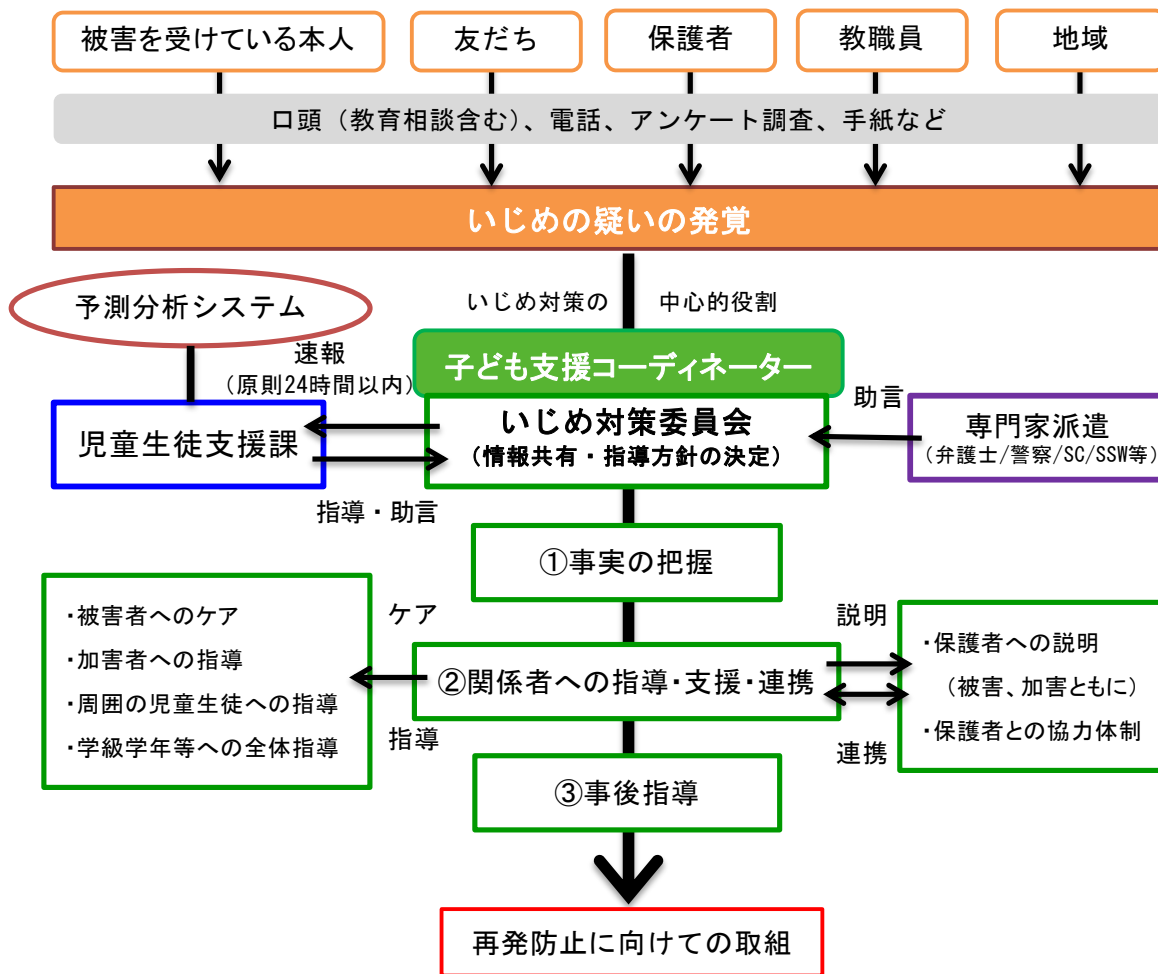 被害を受けている本人
友だち
保護者
教職員
地域
口頭（教育相談含む）、電話、アンケート調査、手紙など
いじめの疑いの発覚
予測分析システム
いじめ対策の
中心的役割
速報
（原則24時間以内）
子ども支援コーディネーター
児童生徒支援課
いじめ対策委員会
（情報共有・指導方針の決定）
助言
専門家派遣
（弁護士/警察/SC/SSW等）
指導・助言
①事実の把握
・被害者へのケア
・加害者への指導
・周囲の児童生徒への指導
・学級学年等への全体指導
ケア
指導
②関係者への指導・支援・連携
説明
連携
・保護者への説明
（被害、加害ともに）
・保護者との協力体制
③事後指導
再発防止に向けての取組